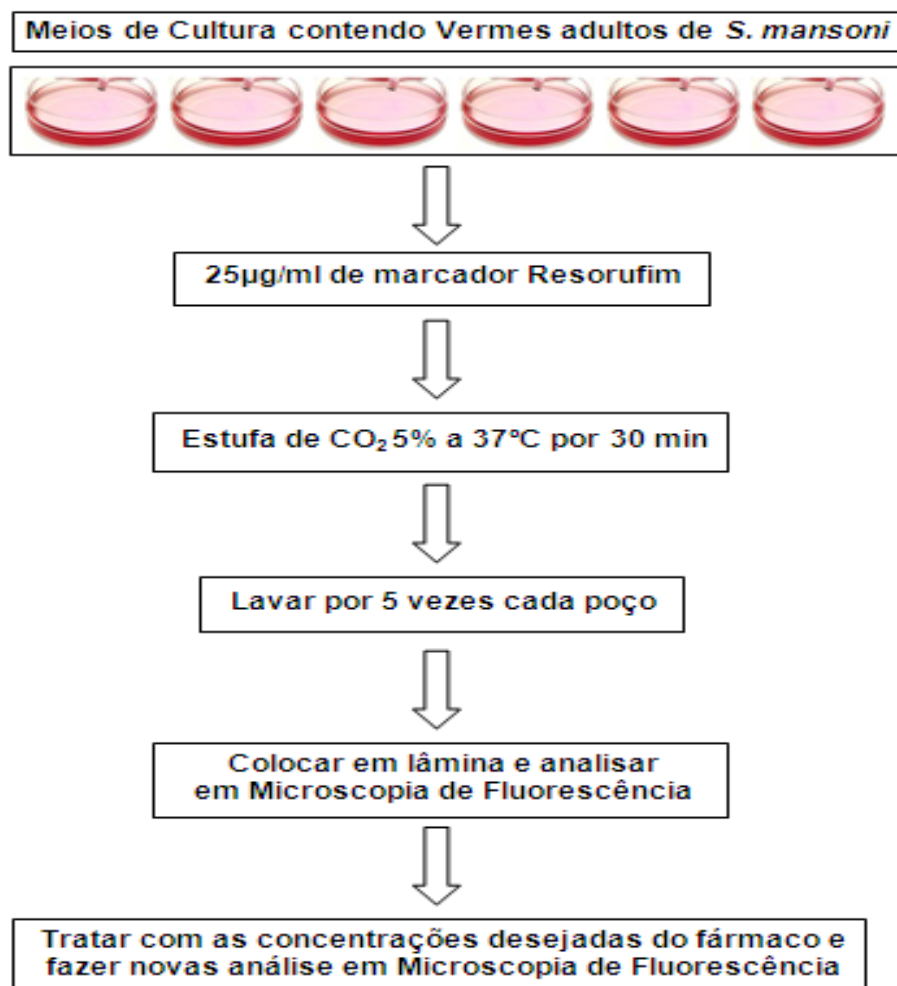 Meios de Cultura contendo Vermes adultos de S. mansoni
25µg/ml de marcador Resorufim
Estufa de CO₂ 5% a 37ºC por 30 min
Lavar por 5 vezes cada poço
Colocar em lâmina e analisar
em Microscopia de Fluorescência
Tratar com as concentrações desejadas do fármaco e
fazer novas análise em Microscopia de Fluorescência